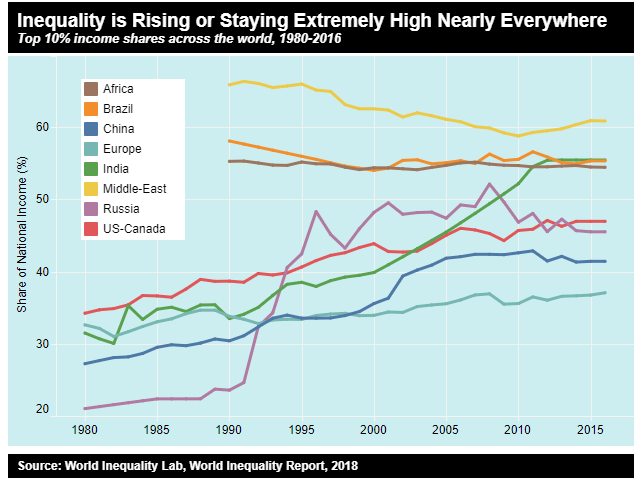 Inequality is Rising or Staying Extremely High Nearly Everywhere
Top 10% income shares across the world, 1980-2016
Africa
Brazil
China
Europe
India
Middle-East
Russia
US-Canada
Share of National Income (%)
60
50
40
30
20
1980 1985 1990 1995 2000 2005 2010 2015
Source: World Inequality Lab, World Inequality Report, 2018